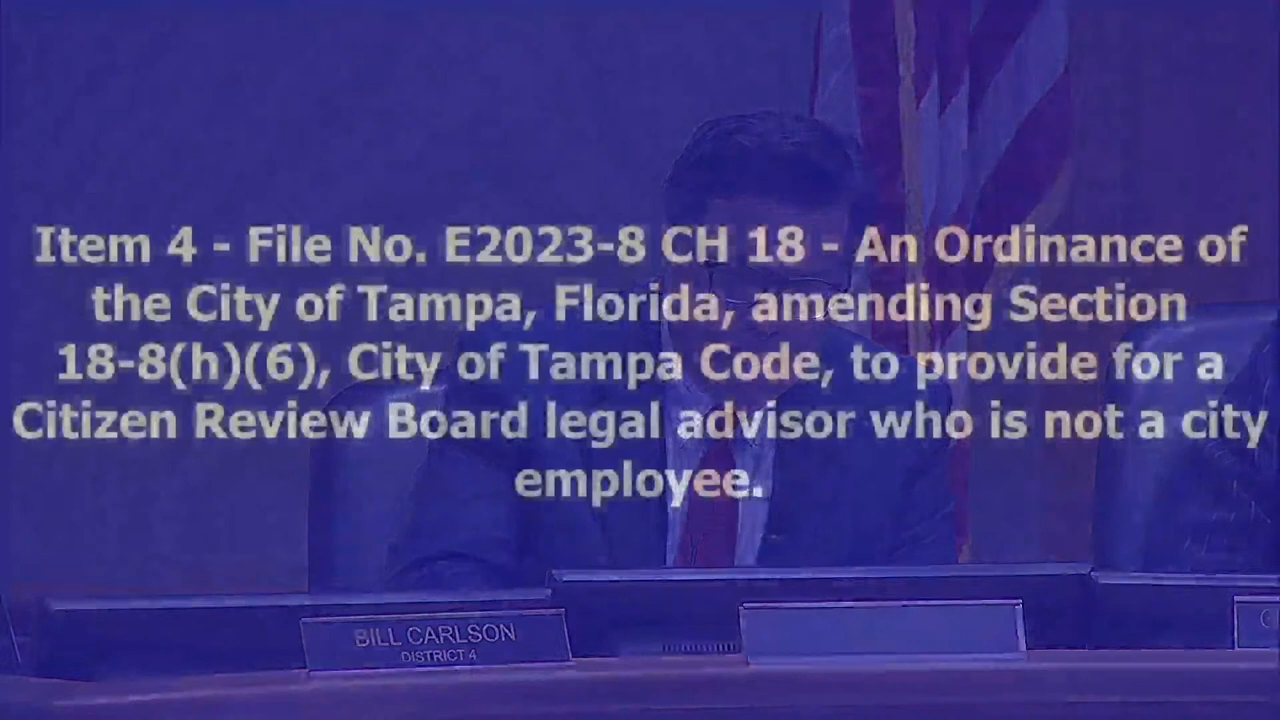 Item 4 - File No. E2023-8 CH 18 - An Ordinance of
the City of Tampa, Florida, amending Section
18-8(h)(6), City of Tampa Code, to provide for a
Citizen Review Board legal advisor who is not a city
employee.
BILL CARLSON
DISTRICT 4